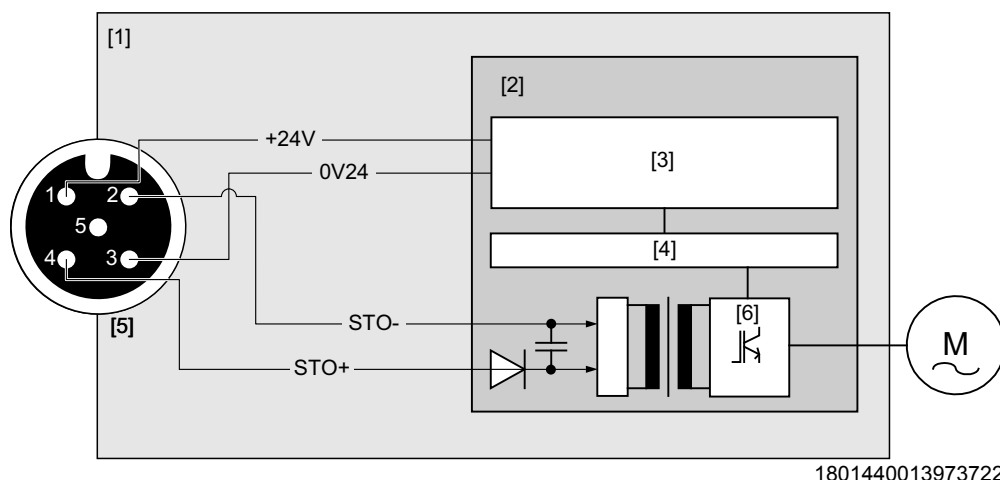 [1]
[2]
+24V
[3]
0V24
1
2
5
[4]
4
3
[6]
[5]
STO-
M
STO+
18014400139737227